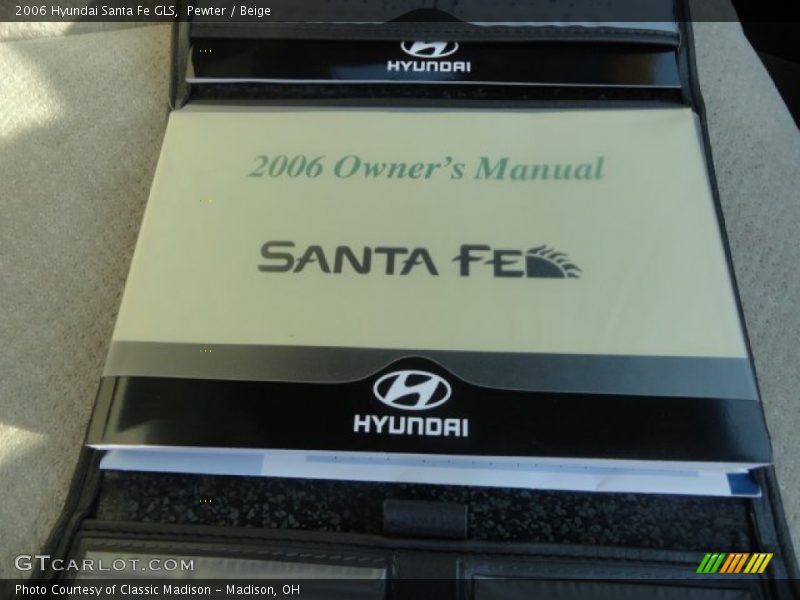 2006 Hyundai Santa Fe GLS, Pewter / Beige
HYUNDAI
2006 Owner's Manual
SANTA FE
HYUNDAI
GTCARLOT.COM
Photo Courtesy of Classic Madison – Madison, OH